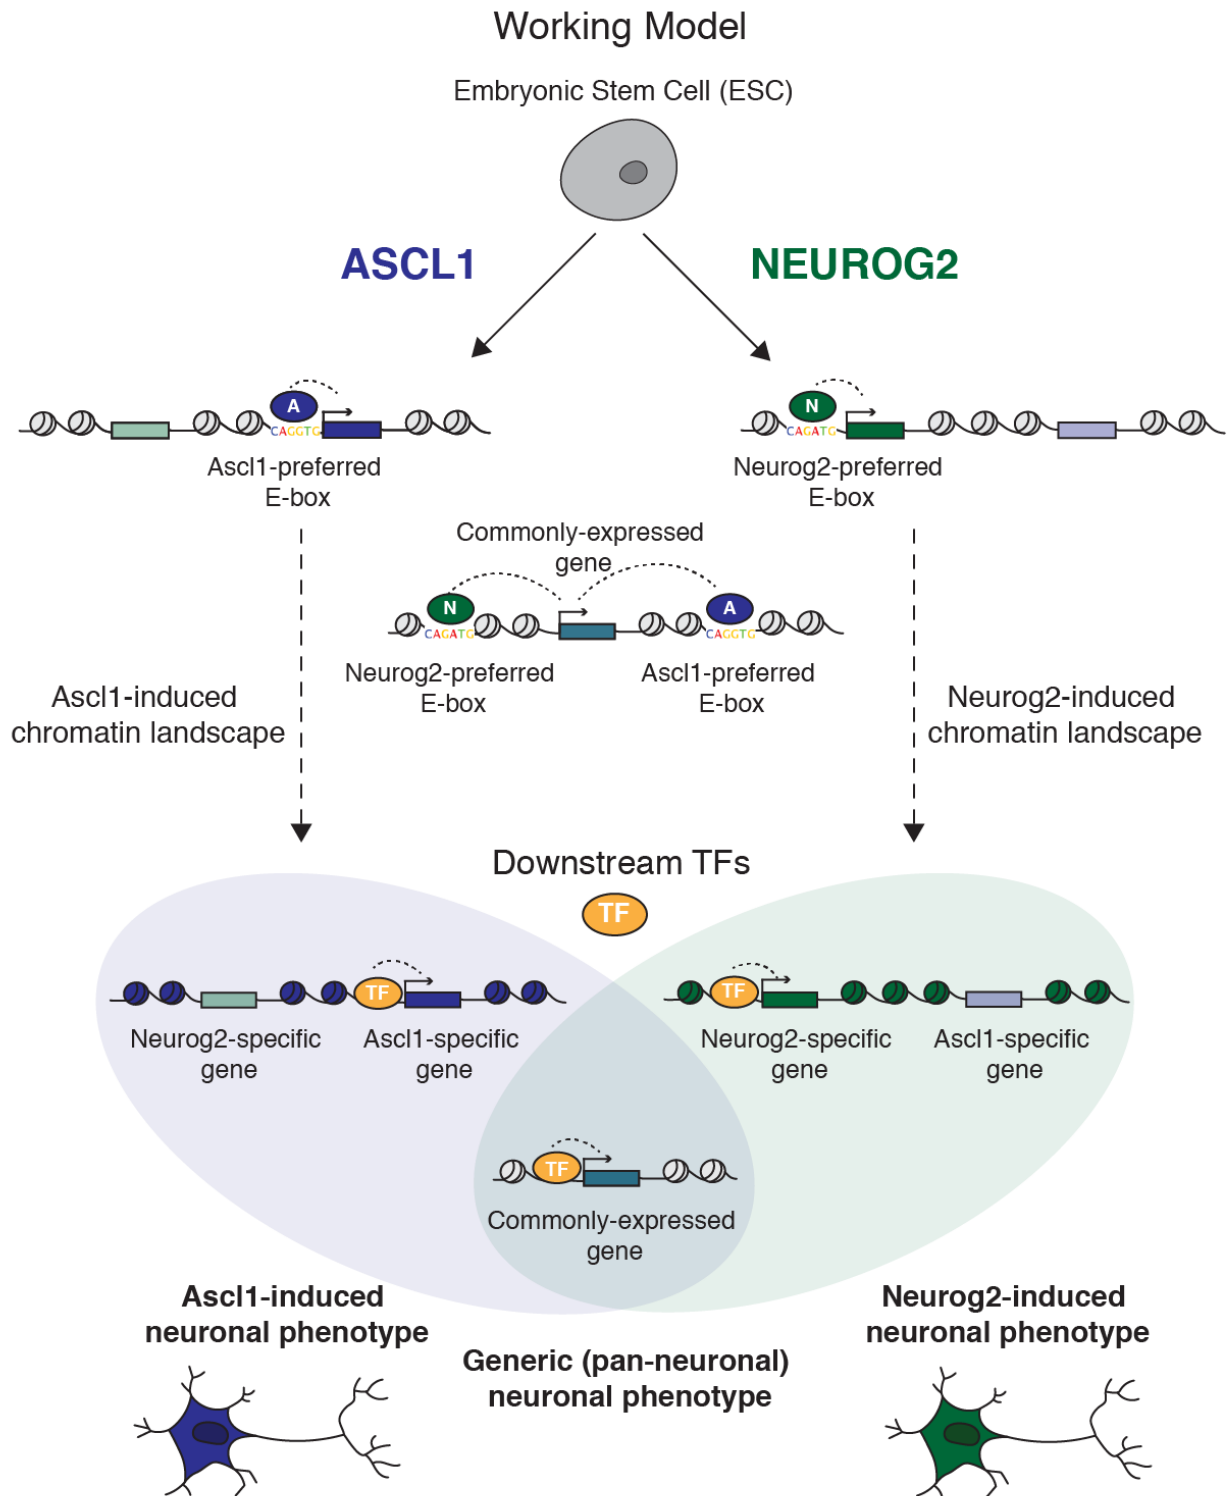 Working Model
Embryonic Stem Cell (ESC)
ASCL1
NEUROG2
A
CAGGTG
Ascl1-preferred
E-box
N
CAGATG
Neurog2-preferred
E-box
Commonly-expressed
gene
N
A
CAGATG
CAGGTG
Neurog2-preferred
E-box
Ascl1-preferred
E-box
Ascl1-induced
chromatin landscape
Neurog2-induced
chromatin landscape
Downstream TFs
TF
TF
Neurog2-specific
gene
Ascl1-specific
gene
TF
Neurog2-specific
gene
Ascl1-specific
gene
TF
Commonly-expressed
gene
Ascl1-induced
neuronal phenotype
Generic (pan-neuronal)
neuronal phenotype
Neurog2-induced
neuronal phenotype